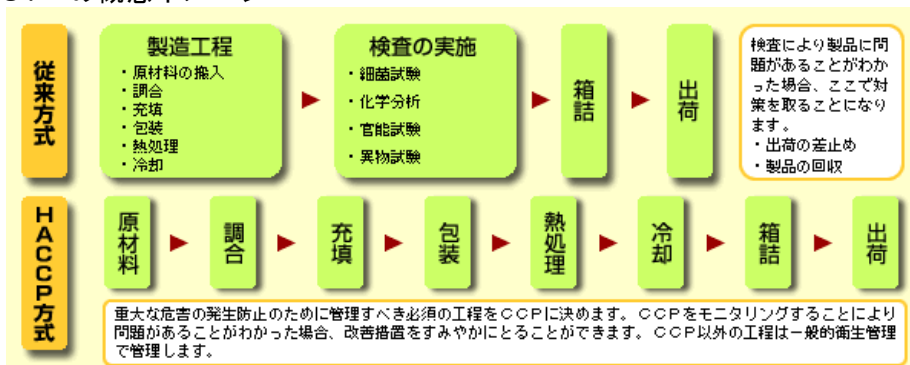 従来方式
製造工程
・原材料の搬入
・調合
・充填
・包装
・熱処理
・冷却
検査の実施
・細菌試験
・化学分析
・官能試験
・異物試験
箱詰
出荷
検査により製品に問
題があることがわか
った場合、ここで対
策を取ることになり
ます。
・出荷の差止め
・製品の回収
HACCP方式
原材料
調合
充填
包装
熱処理
冷却
箱詰
出荷
重大な危害の発生防止のために管理すべき必須の工程をCCPに決めます。CCPをモニタリングすることにより
問題があることがわかった場合、改善措置をすみやかにとることができます。CCP以外の工程は一般的衛生管理
で管理します。